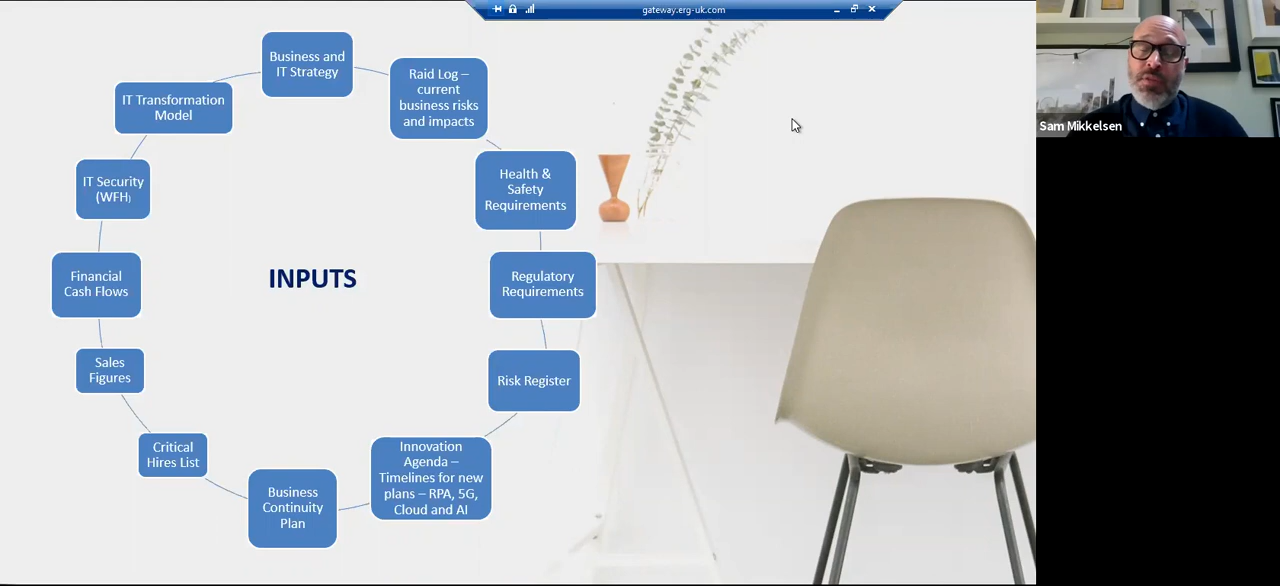 gateway.erg-uk.com
Business and
IT Strategy
Raid Log –
current
business risks
and impacts
Health &
Safety
Requirements
Regulatory
Requirements
Risk Register
Innovation
Agenda –
Timelines for new
plans – RPA, 5G,
Cloud and AI
Business
Continuity
Plan
Critical
Hires List
Sales
Figures
Financial
Cash Flows
IT Security
(WFH)
IT Transformation
Model
INPUTS
N
Sam Mikkelsen